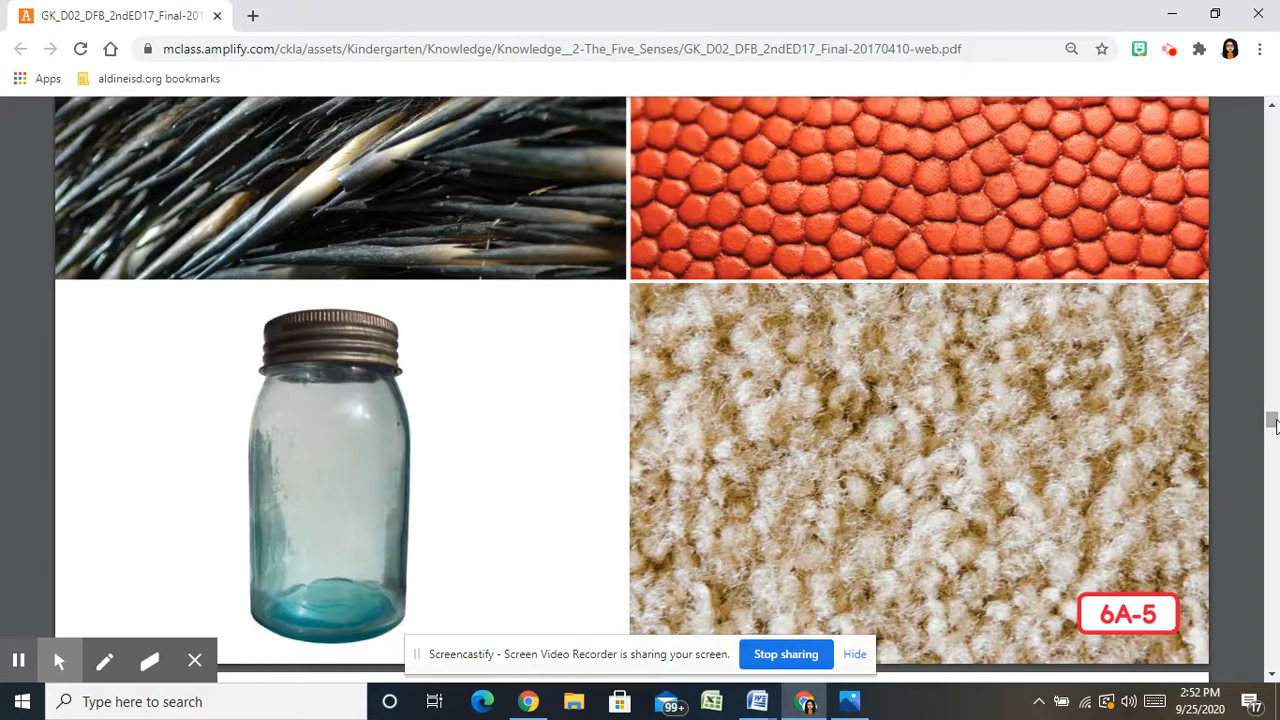 GK_D02_DFB_2ndED17_Final-201
mclass.amplify.com/ckla/assets/Kindergarten/Knowledge/Knowledge__2-The_Five_Senses/GK_D02_DFB_2ndED17_Final-20170410-web.pdf
Apps
aldineisd.org bookmarks
6A-5
Screencastify - Screen Video Recorder is sharing your screen.
Stop sharing
Hide
Type here to search
99+
2:52 PM
9/25/2020
17